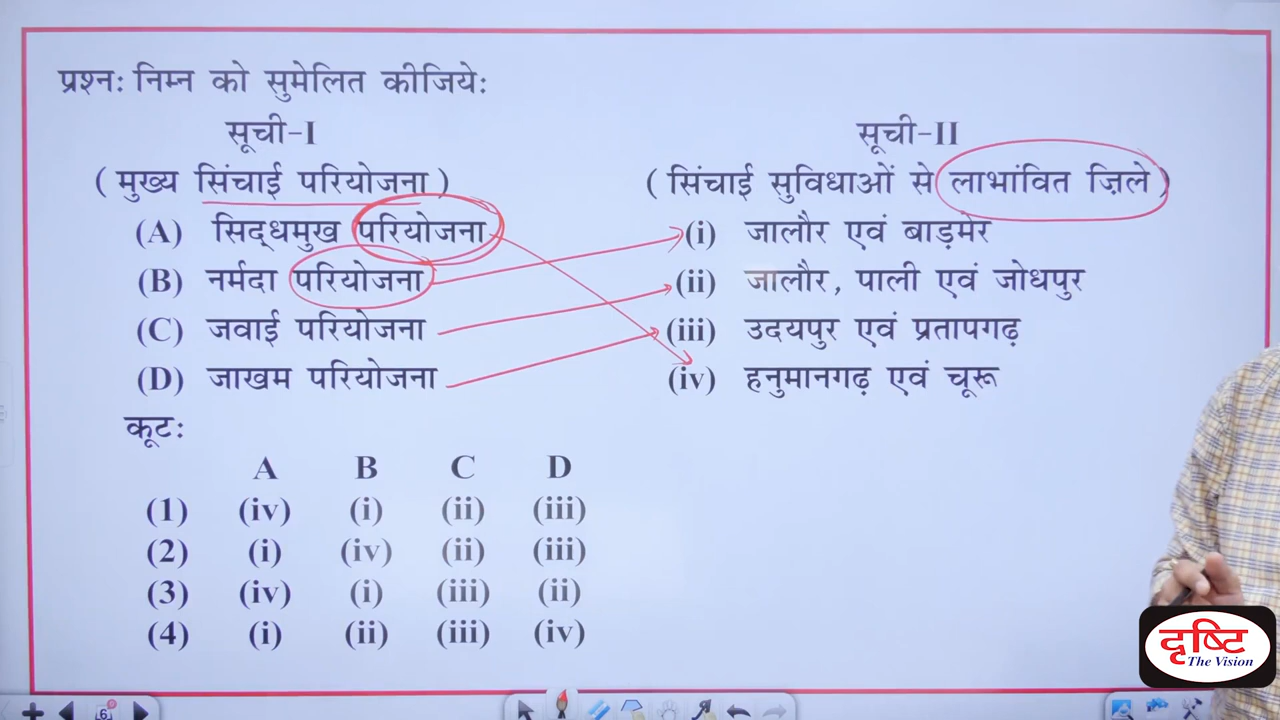 प्रश्नः निम्न को सुमेलित कीजियेः
सूची-I सूची-II
( मुख्य सिंचाई परियोजना ) ( सिंचाई सुविधाओं से लाभांवित ज़िले )
(A) सिद्धमुख परियोजना (i) जालौर एवं बाड़मेर
(B) नर्मदा परियोजना (ii) जालौर, पाली एवं जोधपुर
(C) जवाई परियोजना (iii) उदयपुर एवं प्रतापगढ़
(D) जाखम परियोजना (iv) हनुमानगढ़ एवं चूरू
कूटः
A B C D
(1) (iv) (i) (ii) (iii)
(2) (i) (iv) (ii) (iii)
(3) (iv) (i) (iii) (ii)
(4) (i) (ii) (iii) (iv)
दृष्टि
The Vision
6